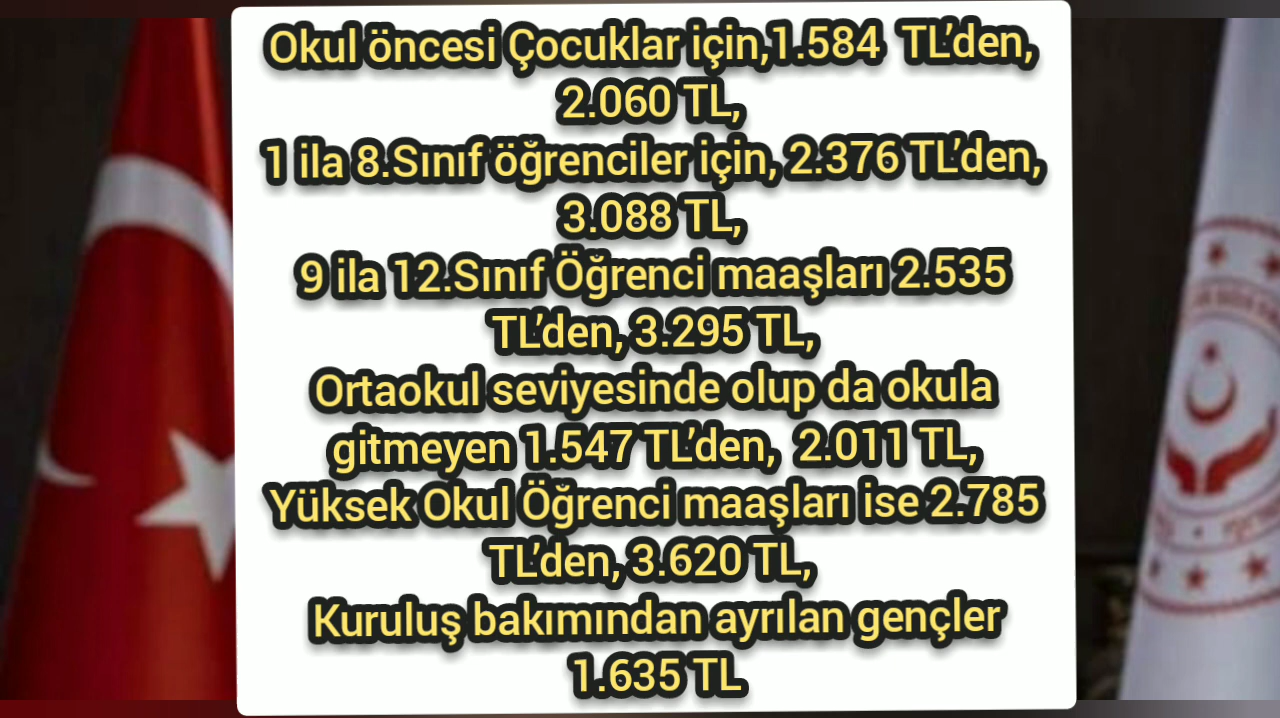 Okul öncesi Çocuklar için,1.584 TL’den,
2.060 TL,
1 ila 8.Sınıf öğrenciler için, 2.376 TL’den,
3.088 TL,
9 ila 12.Sınıf Öğrenci maaşları 2.535
TL’den, 3.295 TL,
Ortaokul seviyesinde olup da okula
gitmeyen 1.547 TL’den, 2.011 TL,
Yüksek Okul Öğrenci maaşları ise 2.785
TL’den, 3.620 TL,
Kuruluş bakımından ayrılan gençler
1.635 TL